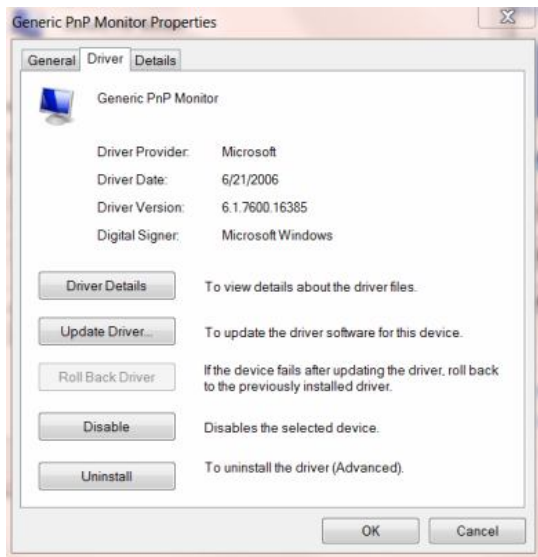 Generic PnP Monitor Properties
General Driver Details
Generic PnP Monitor
Driver Provider: Microsoft
Driver Date: 6/21/2006
Driver Version: 6.1.7600.16385
Digital Signer: Microsoft Windows
Driver Details To view details about the driver files.
Update Driver... To update the driver software for this device.
Roll Back Driver If the device fails after updating the driver, roll back
to the previously installed driver.
Disable Disables the selected device.
Uninstall To uninstall the driver (Advanced).
OK Cancel